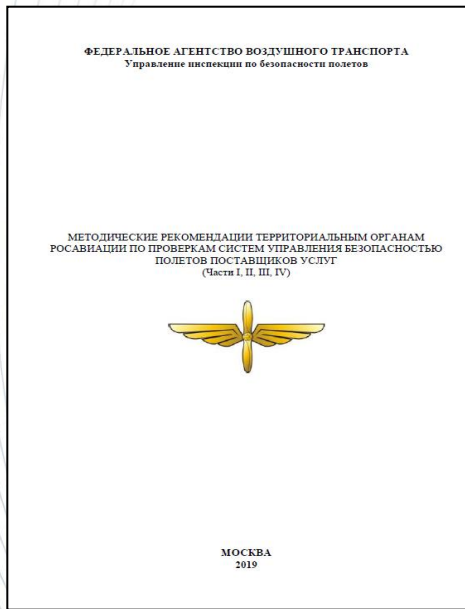 ФЕДЕРАЛЬНОЕ АГЕНТСТВО ВОЗДУШНОГО ТРАНСПОРТА
Управление инспекции по безопасности полетов
МЕТОДИЧЕСКИЕ РЕКОМЕНДАЦИИ ТЕРРИТОРИАЛЬНЫМ ОРГАНАМ
РОСАВИАЦИИ ПО ПРОВЕРКАМ СИСТЕМ УПРАВЛЕНИЯ БЕЗОПАСНОСТЬЮ
ПОЛЕТОВ ПОСТАВЩИКОВ УСЛУГ
(Части I, II, III, IV)
МОСКВА
2019